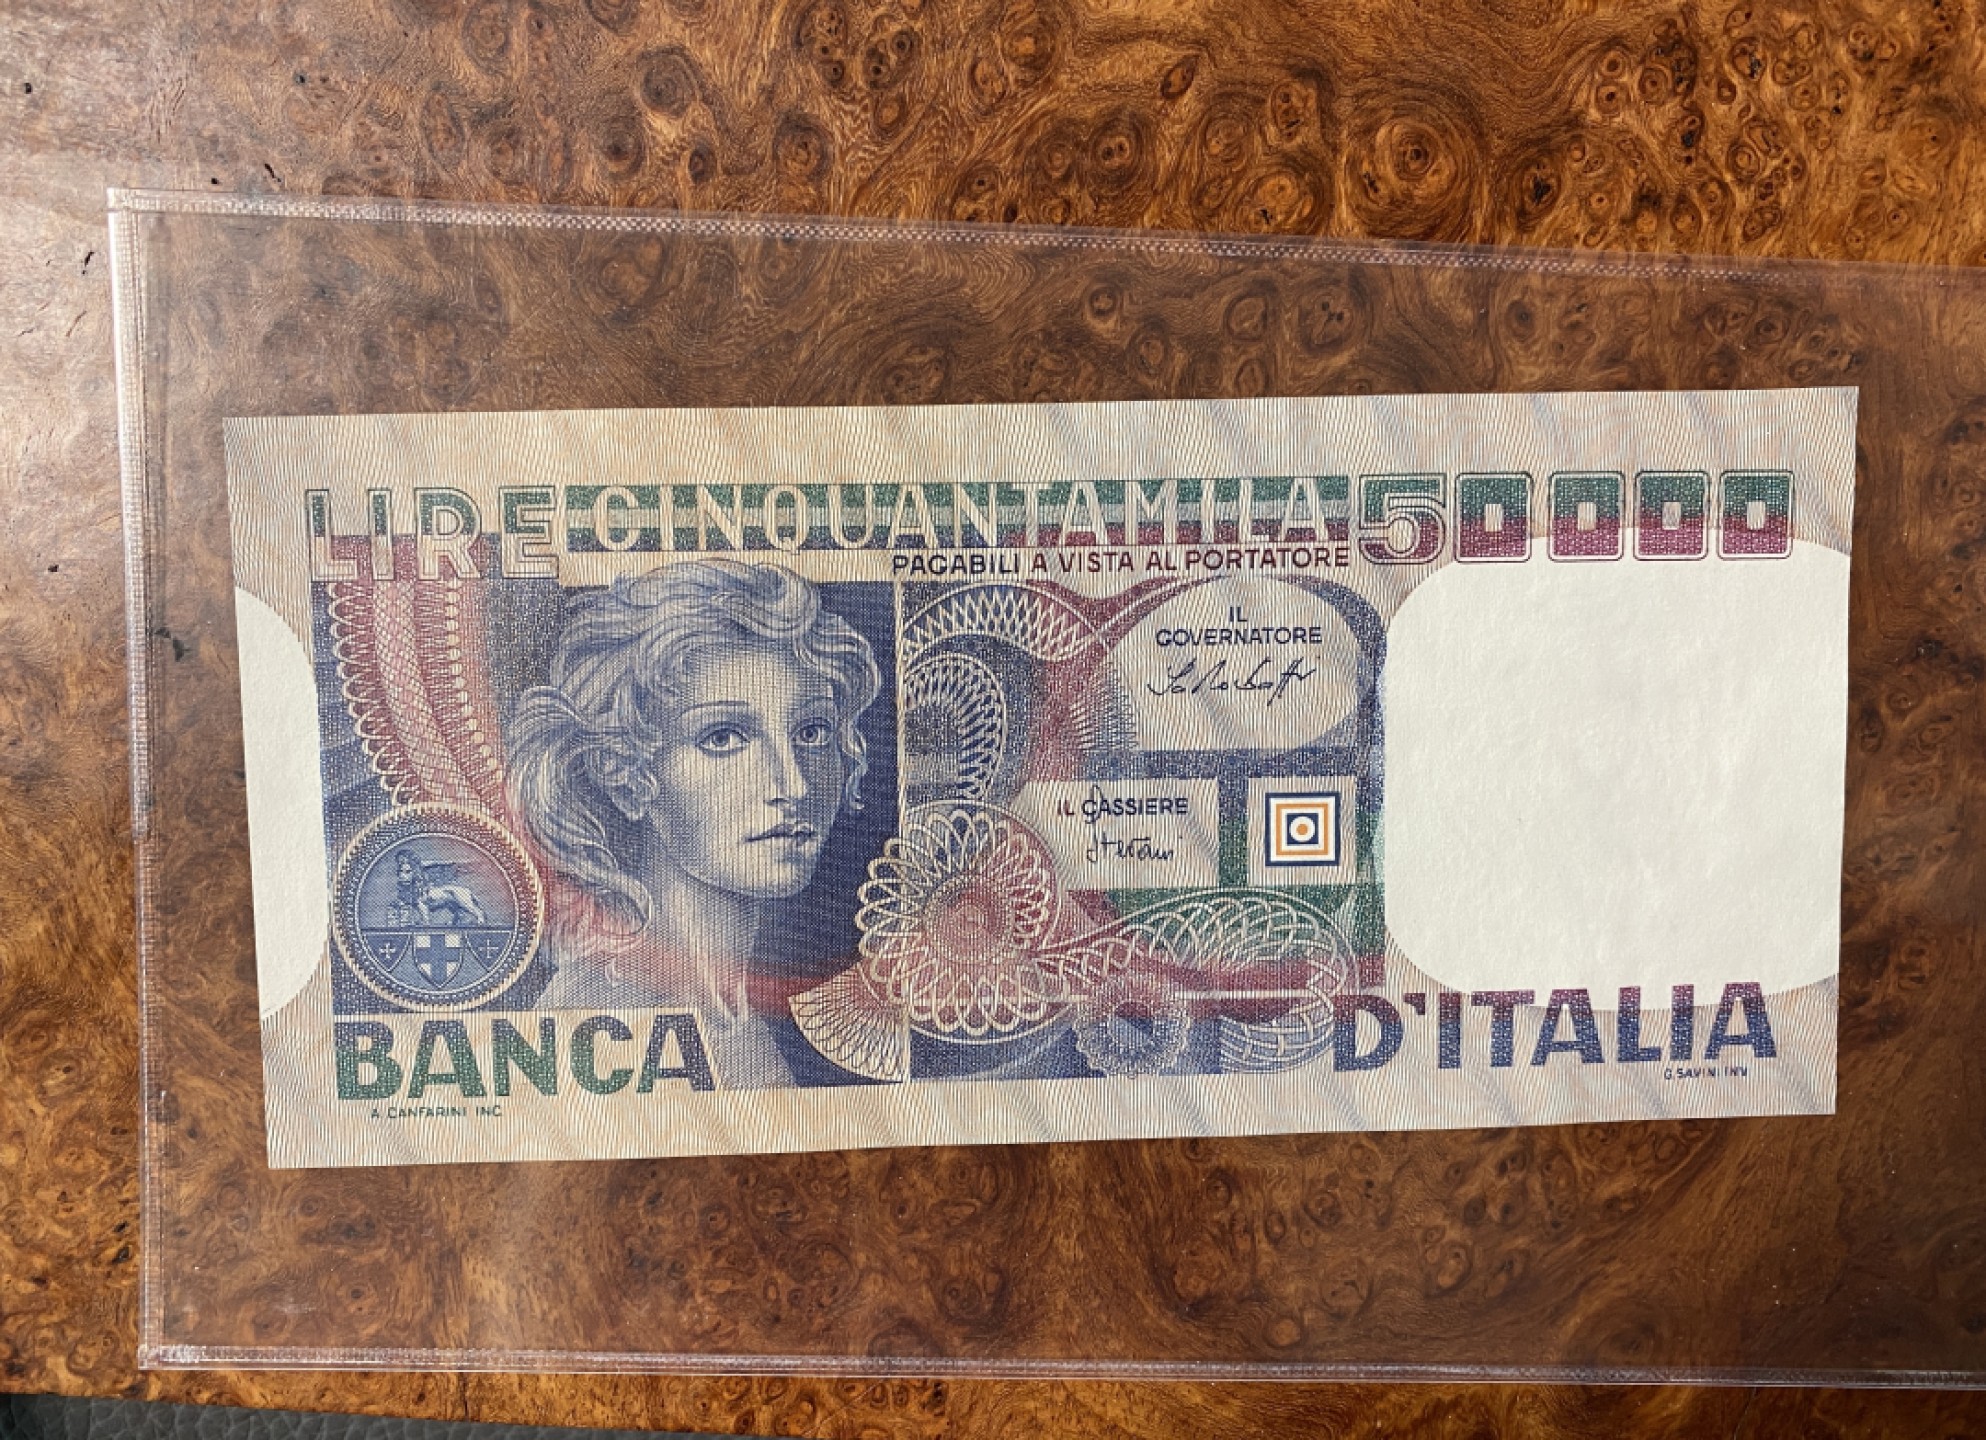 LIRE CINQUANTAMILA 50000
PAGABILI A VISTA AL PORTATORE
IL
GOVERNATORE
IL CASSIERE
BANCA D'ITALIA
A. CANFARINI INC
G. SAVINI INV